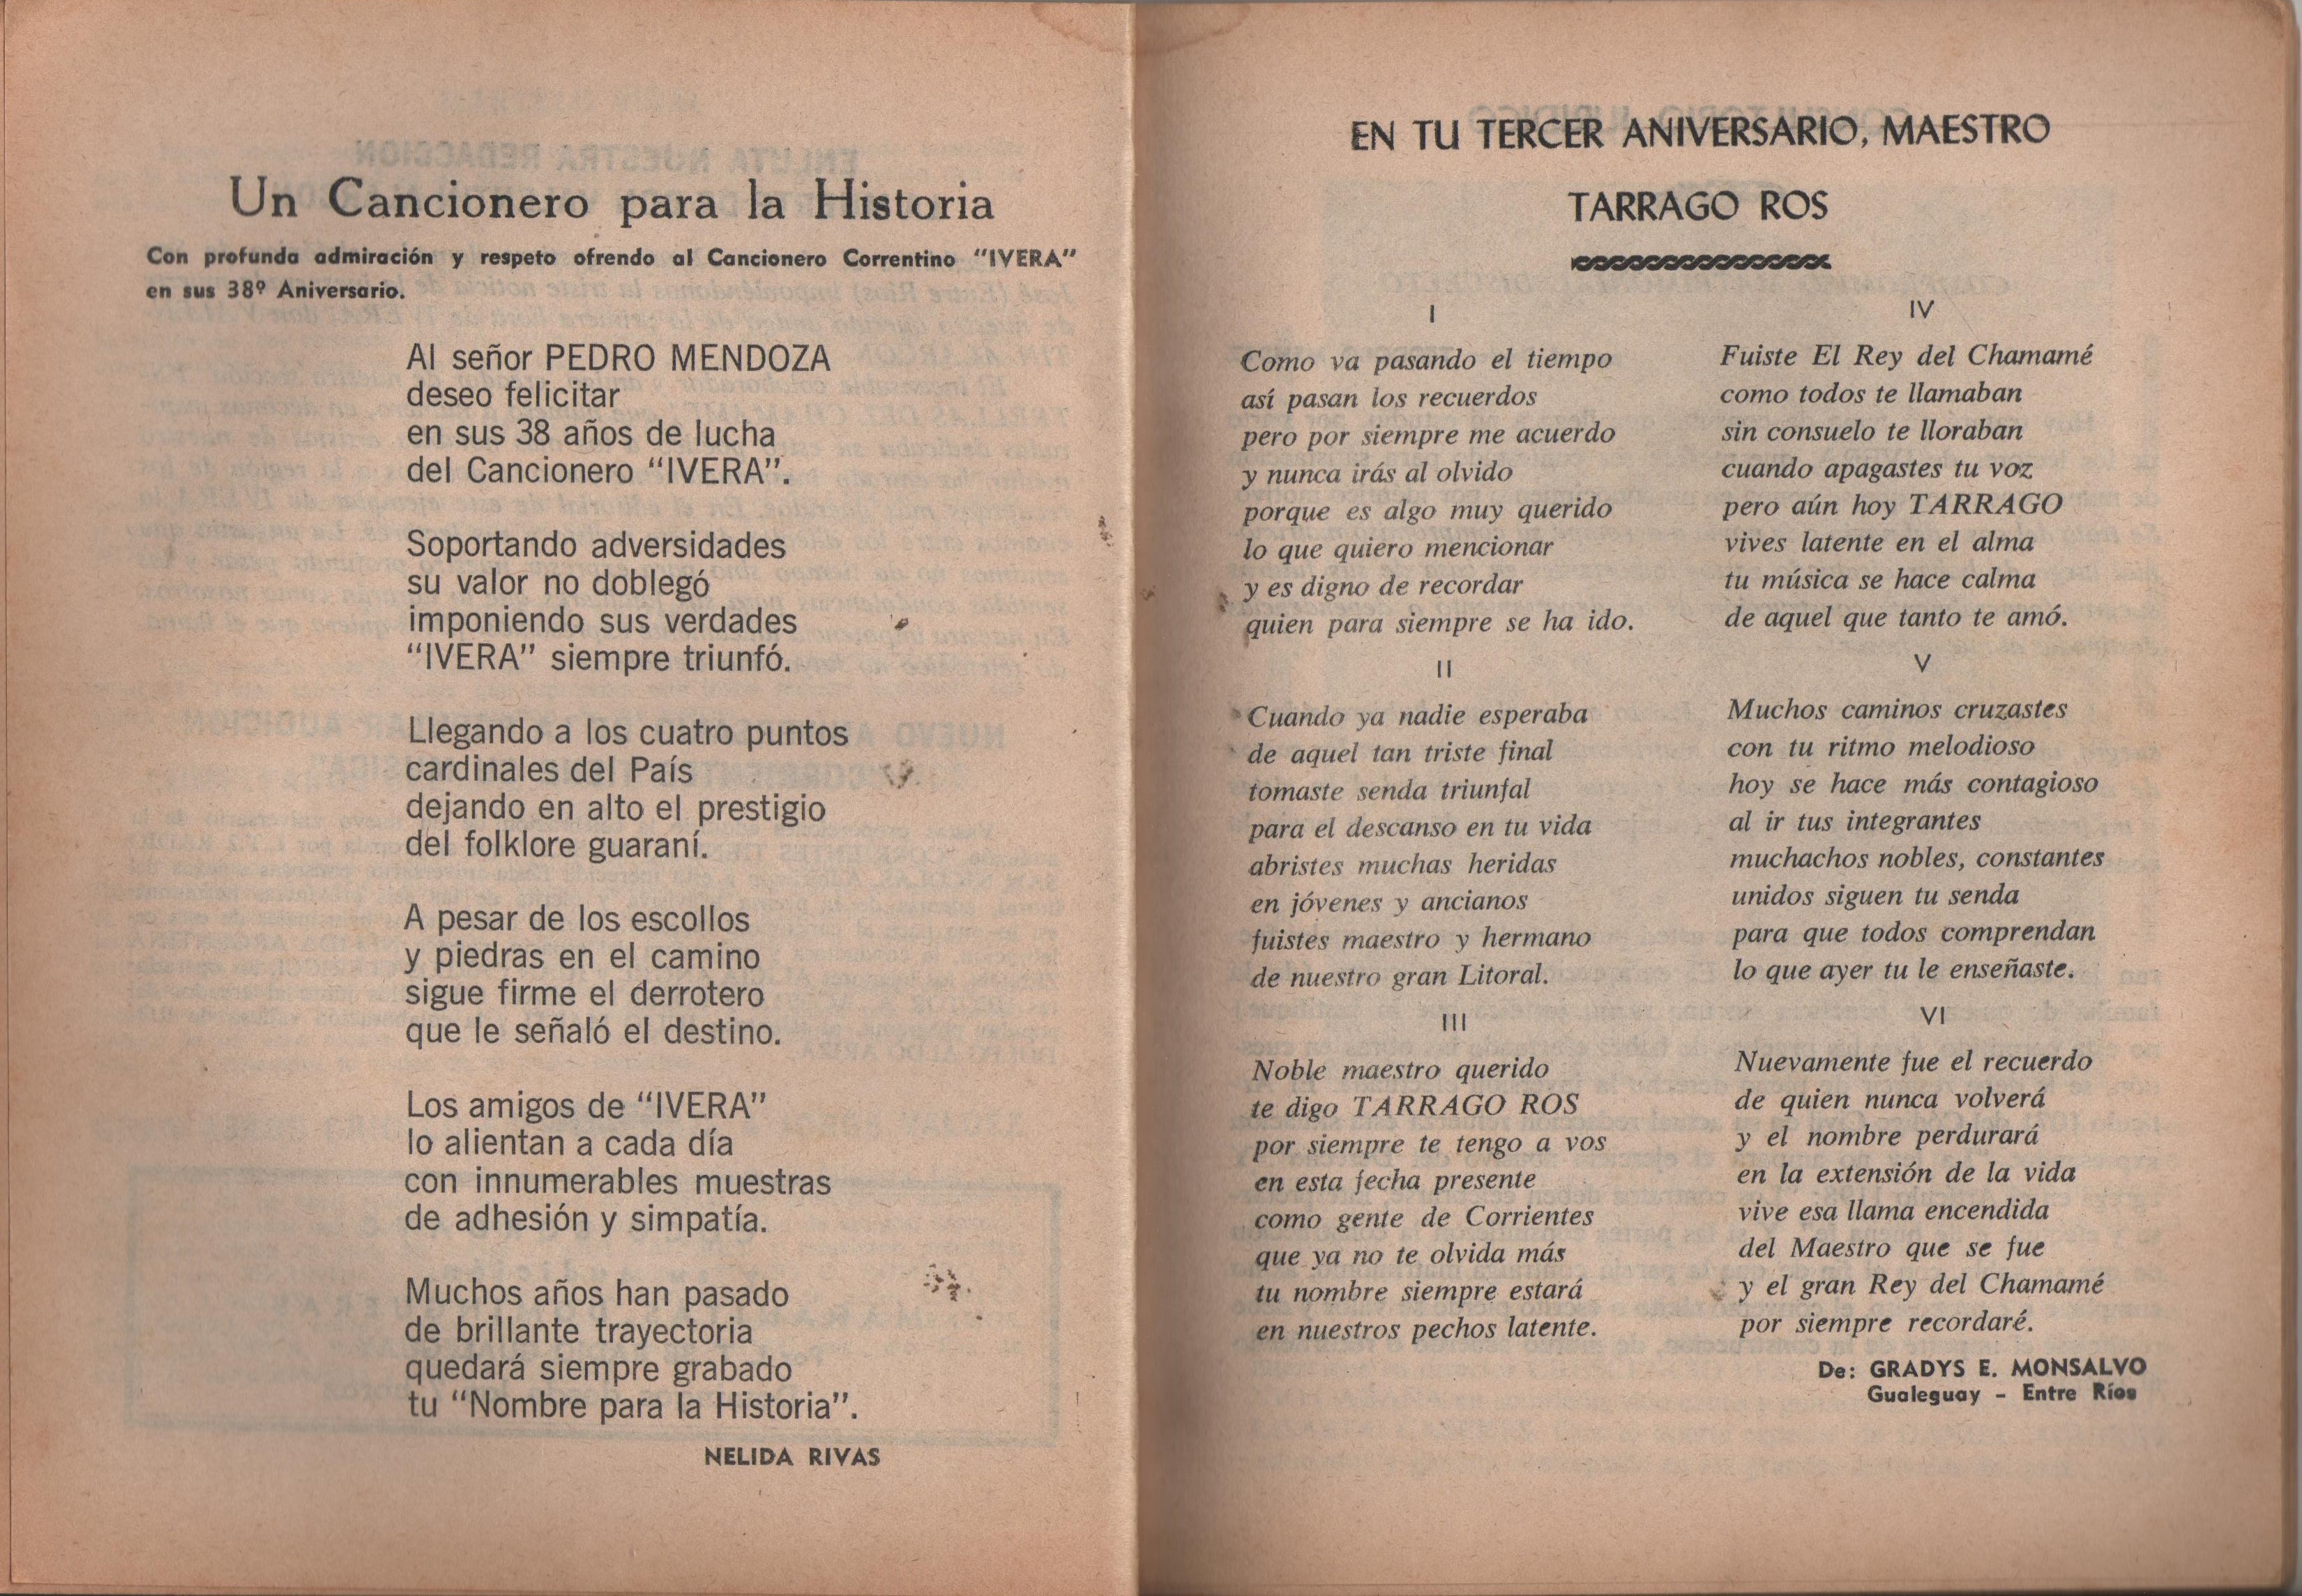 Un Cancionero para la Historia
Con profunda admiración y respeto ofrendo al Cancionero Correntino “IVERA”
en sus 38º Aniversario.
Al señor PEDRO MENDOZA
deseo felicitar
en sus 38 años de lucha
del Cancionero “IVERA”.
Soportando adversidades
su valor no doblegó
imponiendo sus verdades
“IVERA” siempre triunfó.
Llegando a los cuatro puntos
cardinales del País
dejando en alto el prestigio
del folklore guaraní.
A pesar de los escollos
y piedras en el camino
sigue firme el derrotero
que le señaló el destino.
Los amigos de “IVERA”
lo alientan a cada día
con innumerables muestras
de adhesión y simpatía.
Muchos años han pasado
de brillante trayectoria
quedará siempre grabado
tu “Nombre para la Historia”.
NELIDA RIVAS
EN TU TERCER ANIVERSARIO, MAESTRO
TARRAGO ROS
I
Como va pasando el tiempo
así pasan los recuerdos
pero por siempre me acuerdo
y nunca irás al olvido
porque es algo muy querido
lo que quiero mencionar
y es digno de recordar
quien para siempre se ha ido.
II
Cuando ya nadie esperaba
de aquel tan triste final
tomaste senda triunfal
para el descanso en tu vida
abristes muchas heridas
en jóvenes y ancianos
fuistes maestro y hermano
de nuestro gran Litoral.
III
Noble maestro querido
te digo TARRAGO ROS
por siempre te tengo a vos
en esta fecha presente
como gente de Corrientes
que ya no te olvida más
tu nombre siempre estará
en nuestros pechos latente.
IV
Fuiste El Rey del Chamamé
como todos te llamaban
sin consuelo te lloraban
cuando apagastes tu voz
pero aún hoy TARRAGO
vives latente en el alma
tu música se hace calma
de aquel que tanto te amó.
V
Muchos caminos cruzastes
con tu ritmo melodioso
hoy se hace más contagioso
al ir tus integrantes
muchachos nobles, constantes
unidos siguen tu senda
para que todos comprendan
lo que ayer tu le enseñaste.
VI
Nuevamente fue el recuerdo
de quien nunca volverá
y el nombre perdurará
en la extensión de la vida
vive esa llama encendida
del Maestro que se fue
y el gran Rey del Chamamé
por siempre recordaré.
De: GRADYS E. MONSALVO
Gualeguay - Entre Ríos